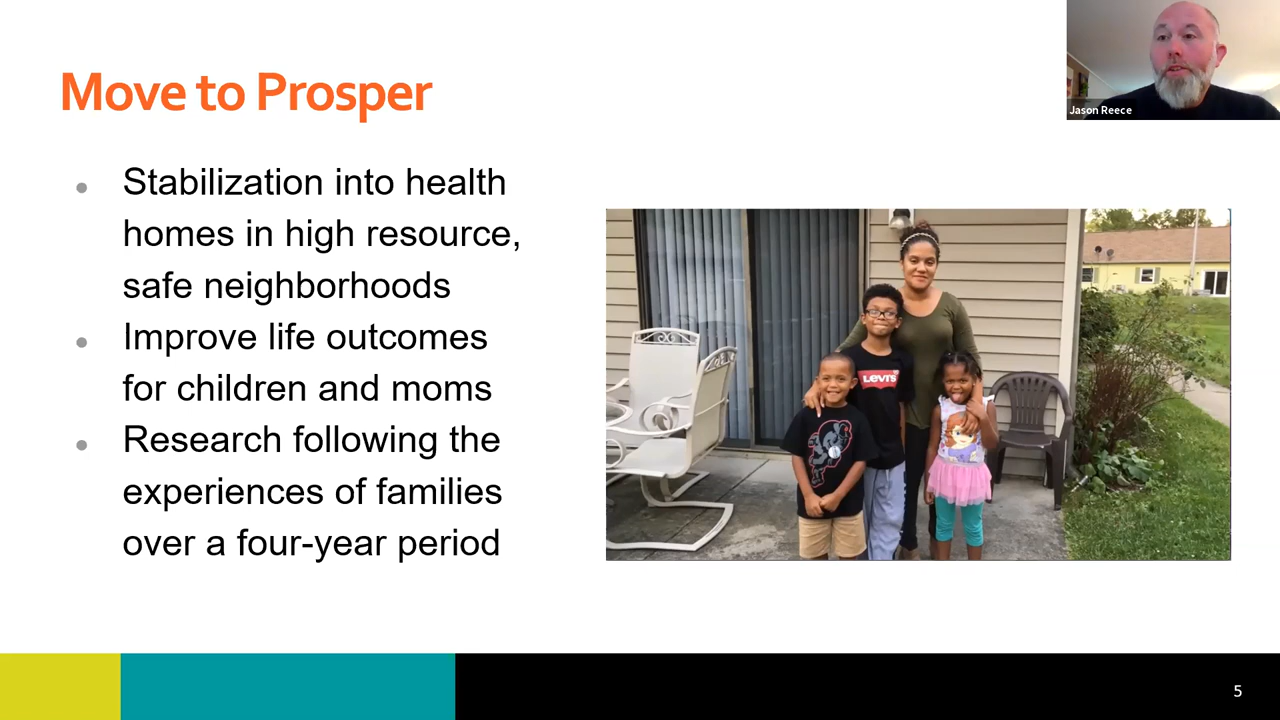 Move to Prosper
Jason Reece
• Stabilization into health
homes in high resource,
safe neighborhoods
• Improve life outcomes
for children and moms
• Research following the
experiences of families
over a four-year period
LEVI'S
5